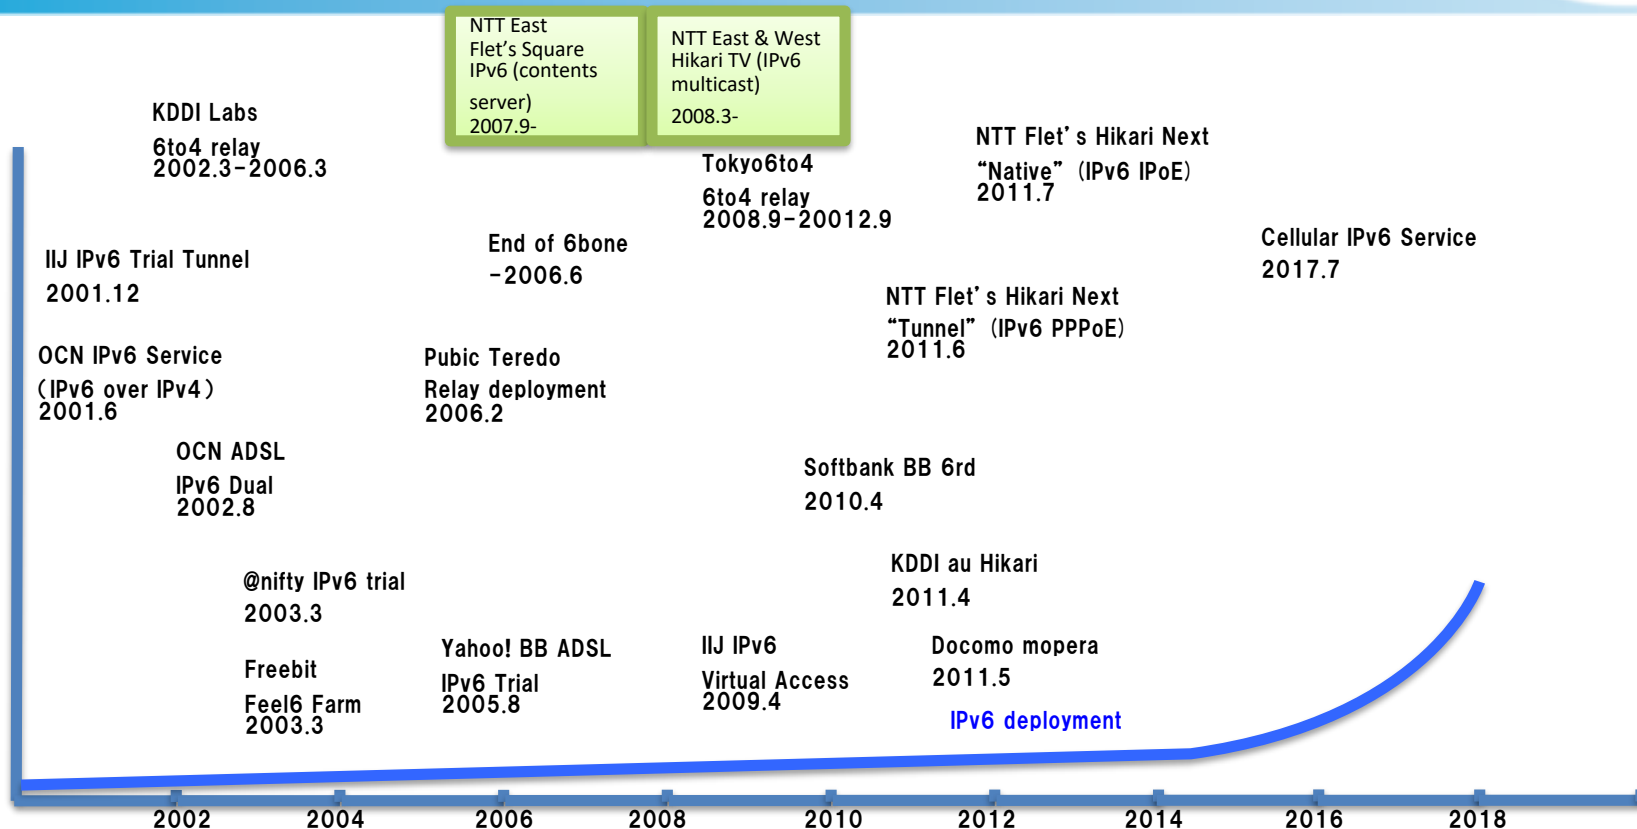 NTT East
Flet’s Square
IPv6 (contents
server)
2007.9-
NTT East & West
Hikari TV (IPv6
multicast)
2008.3-
KDDI Labs
6to4 relay
2002.3-2006.3
Tokyo6to4
6to4 relay
2008.9-20012.9
NTT Flet’s Hikari Next
“Native” (IPv6 IPoE)
2011.7
IIJ IPv6 Trial Tunnel
2001.12
End of 6bone
-2006.6
Cellular IPv6 Service
2017.7
NTT Flet’s Hikari Next
“Tunnel” (IPv6 PPPoE)
2011.6
OCN IPv6 Service
(IPv6 over IPv4)
2001.6
Pubic Teredo
Relay deployment
2006.2
OCN ADSL
IPv6 Dual
2002.8
Softbank BB 6rd
2010.4
@nifty IPv6 trial
2003.3
KDDI au Hikari
2011.4
Freebit
Feel6 Farm
2003.3
Yahoo! BB ADSL
IPv6 Trial
2005.8
IIJ IPv6
Virtual Access
2009.4
Docomo mopera
2011.5
IPv6 deployment
2002 2004 2006 2008 2010 2012 2014 2016 2018